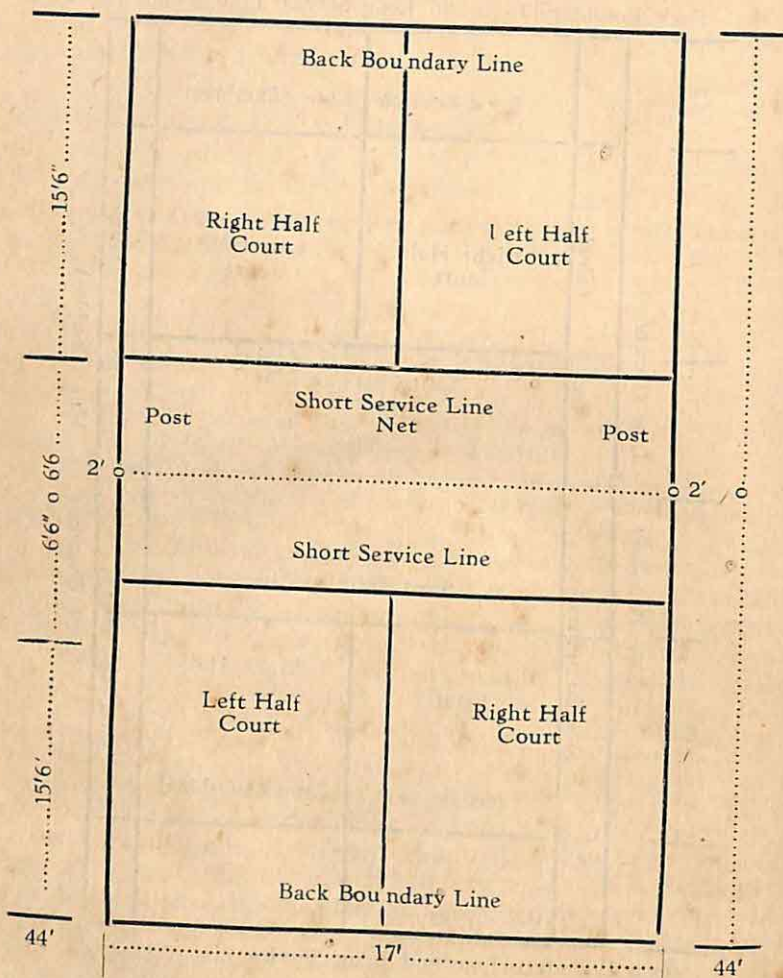 Back Boundary Line
15'6"
Right Half
Court
l eft Half
Court
Short Service Line
Net
Post
Post
2'
2'
6'6" o 6'6
Short Service Line
Left Half
Court
Right Half
Court
15'6'
Back Boundary Line
44'
17'
44'